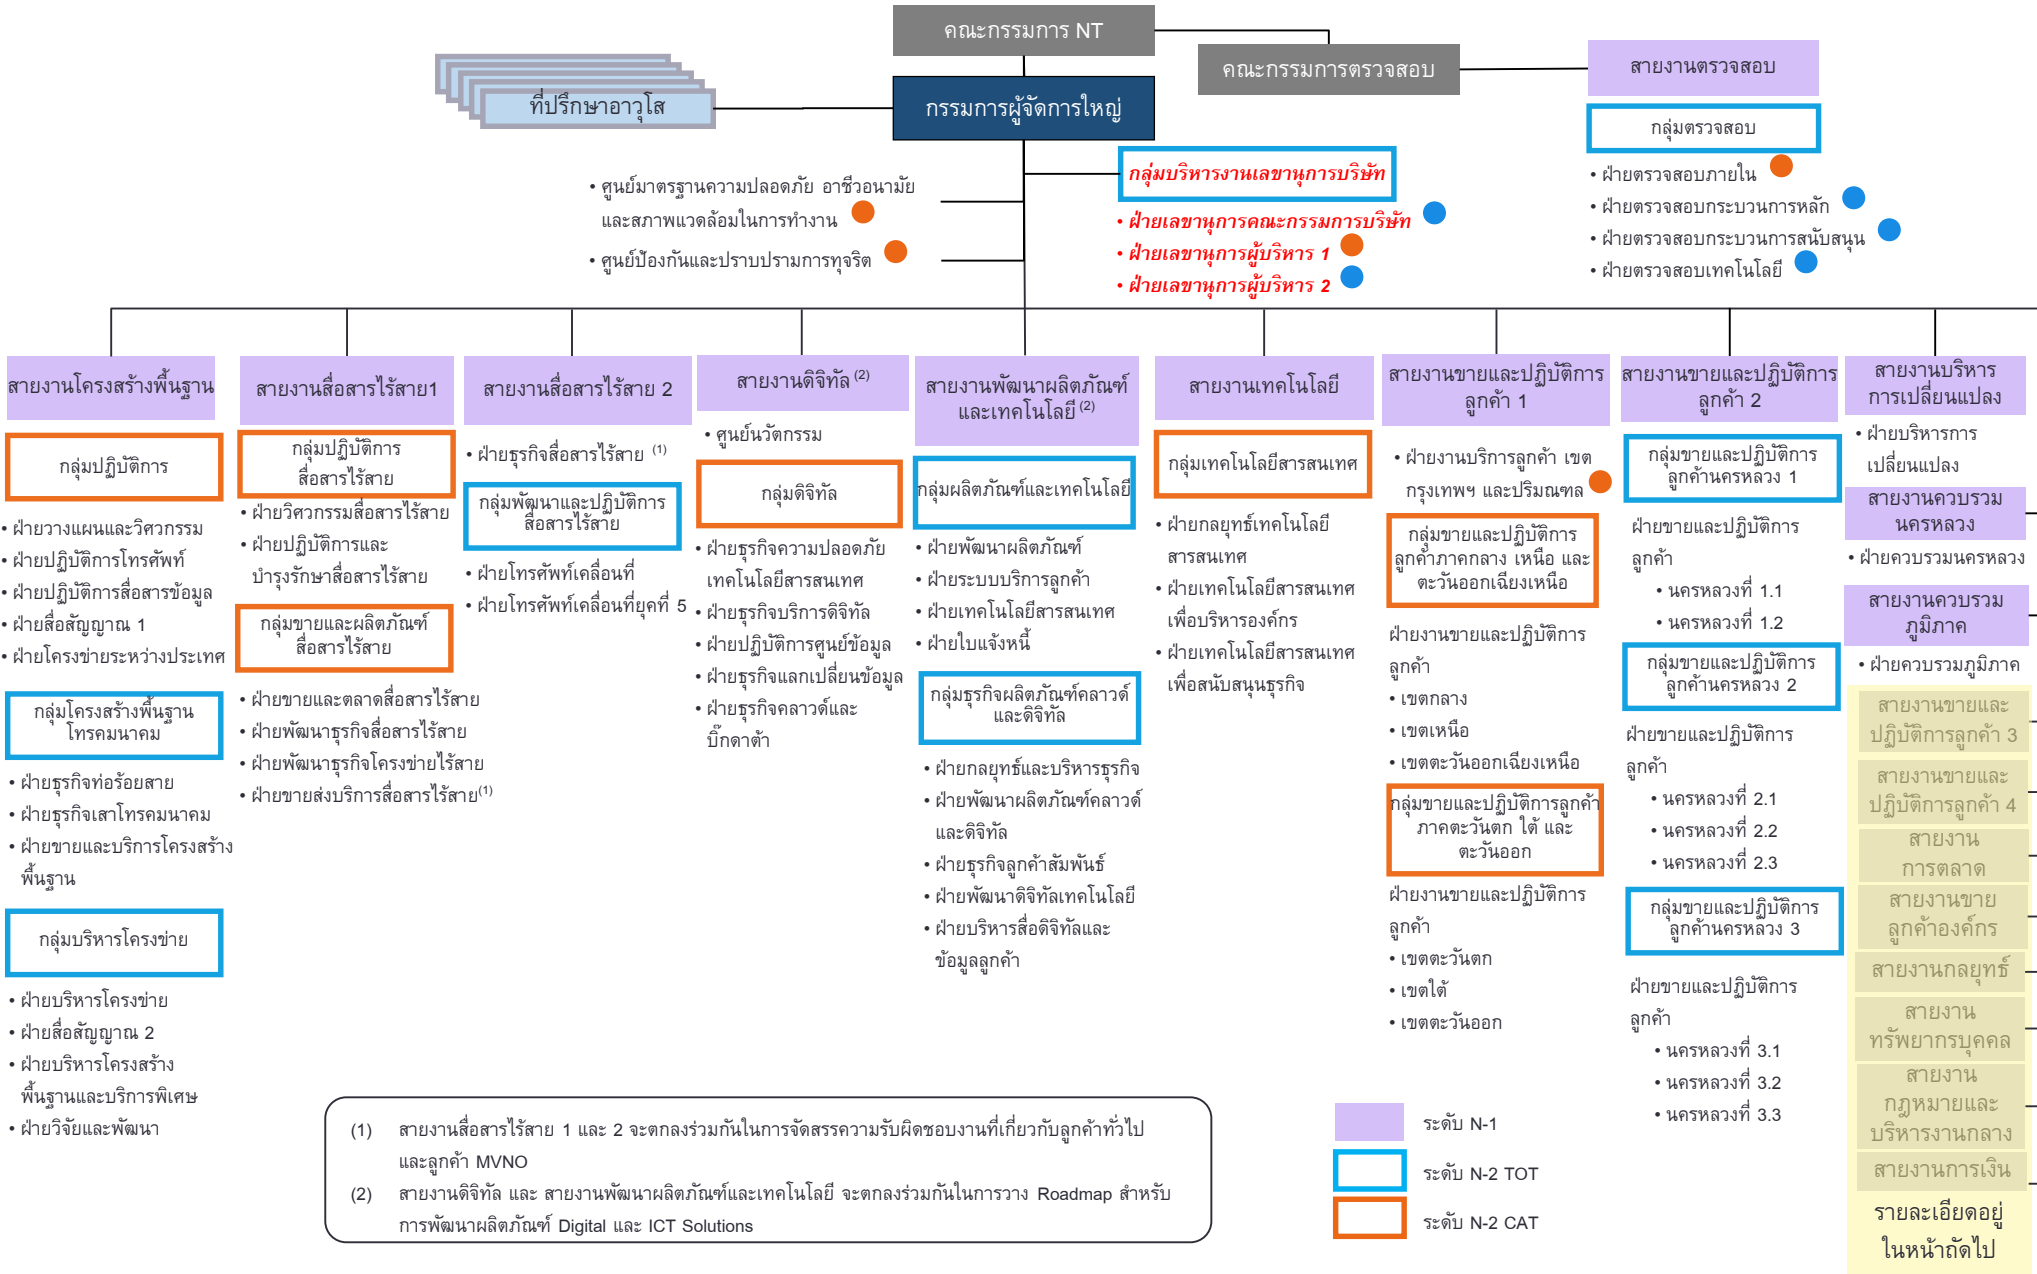 คณะกรรมการ NT
คณะกรรมการตรวจสอบ
สายงานตรวจสอบ
ที่ปรึกษาอาวุโส
กรรมการผู้จัดการใหญ่
กลุ่มตรวจสอบ
• ฝ่ายตรวจสอบภายใน
• ฝ่ายตรวจสอบกระบวนการหลัก
• ฝ่ายตรวจสอบกระบวนการสนับสนุน
• ฝ่ายตรวจสอบเทคโนโลยี
• ศูนย์มาตรฐานความปลอดภัย อาชีวอนามัย
และสภาพแวดล้อมในการทำงาน
• ศูนย์ป้องกันและปราบปรามการทุจริต
กลุ่มบริหารงานเลขานุการบริษัท
• ฝ่ายเลขานุการคณะกรรมการบริษัท
• ฝ่ายเลขานุการผู้บริหาร 1
• ฝ่ายเลขานุการผู้บริหาร 2
สายงานโครงสร้างพื้นฐาน
กลุ่มปฏิบัติการ
• ฝ่ายวางแผนและวิศวกรรม
• ฝ่ายปฏิบัติการโทรศัพท์
• ฝ่ายปฏิบัติการสื่อสารข้อมูล
• ฝ่ายสื่อสัญญาณ 1
• ฝ่ายโครงข่ายระหว่างประเทศ
กลุ่มโครงสร้างพื้นฐาน
โทรคมนาคม
• ฝ่ายธุรกิจท่อร้อยสาย
• ฝ่ายธุรกิจเสาโทรคมนาคม
• ฝ่ายขายและบริการโครงสร้าง
พื้นฐาน
กลุ่มบริหารโครงข่าย
• ฝ่ายบริหารโครงข่าย
• ฝ่ายสื่อสัญญาณ 2
• ฝ่ายบริหารโครงสร้าง
พื้นฐานและบริการพิเศษ
• ฝ่ายวิจัยและพัฒนา
สายงานสื่อสารไร้สาย1
กลุ่มปฏิบัติการ
สื่อสารไร้สาย
• ฝ่ายวิศวกรรมสื่อสารไร้สาย
• ฝ่ายปฏิบัติการและ
บำรุงรักษาสื่อสารไร้สาย
กลุ่มขายและผลิตภัณฑ์
สื่อสารไร้สาย
• ฝ่ายขายและตลาดสื่อสารไร้สาย
• ฝ่ายพัฒนาธุรกิจสื่อสารไร้สาย
• ฝ่ายพัฒนาธุรกิจโครงข่ายไร้สาย
• ฝ่ายขายส่งบริการสื่อสารไร้สาย(1)
สายงานสื่อสารไร้สาย 2
• ฝ่ายธุรกิจสื่อสารไร้สาย (1)
กลุ่มพัฒนาและปฏิบัติการ
สื่อสารไร้สาย
• ฝ่ายโทรศัพท์เคลื่อนที่
• ฝ่ายโทรศัพท์เคลื่อนที่ยุคที่ 5
สายงานดิจิทัล (2)
• ศูนย์นวัตกรรม
กลุ่มดิจิทัล
• ฝ่ายธุรกิจความปลอดภัย
เทคโนโลยีสารสนเทศ
• ฝ่ายธุรกิจบริการดิจิทัล
• ฝ่ายปฏิบัติการศูนย์ข้อมูล
• ฝ่ายธุรกิจแลกเปลี่ยนข้อมูล
• ฝ่ายธุรกิจคลาวด์และ
บิ๊กดาต้า
สายงานพัฒนาผลิตภัณฑ์
และเทคโนโลยี (2)
กลุ่มผลิตภัณฑ์และเทคโนโลยี
• ฝ่ายพัฒนาผลิตภัณฑ์
• ฝ่ายระบบบริการลูกค้า
• ฝ่ายเทคโนโลยีสารสนเทศ
• ฝ่ายใบแจ้งหนี้
กลุ่มธุรกิจผลิตภัณฑ์คลาวด์
และดิจิทัล
• ฝ่ายกลยุทธ์และบริหารธุรกิจ
• ฝ่ายพัฒนาผลิตภัณฑ์คลาวด์
และดิจิทัล
• ฝ่ายธุรกิจลูกค้าสัมพันธ์
• ฝ่ายพัฒนาดิจิทัลเทคโนโลยี
• ฝ่ายบริหารสื่อดิจิทัลและ
ข้อมูลลูกค้า
สายงานเทคโนโลยี
กลุ่มเทคโนโลยีสารสนเทศ
• ฝ่ายกลยุทธ์เทคโนโลยี
สารสนเทศ
• ฝ่ายเทคโนโลยีสารสนเทศ
เพื่อบริหารองค์กร
• ฝ่ายเทคโนโลยีสารสนเทศ
เพื่อสนับสนุนธุรกิจ
สายงานขายและปฏิบัติการ
ลูกค้า 1
• ฝ่ายงานบริการลูกค้า เขต
กรุงเทพฯ และปริมณฑล
กลุ่มขายและปฏิบัติการ
ลูกค้าภาคกลาง เหนือ และ
ตะวันออกเฉียงเหนือ
ฝ่ายงานขายและปฏิบัติการ
ลูกค้า
• เขตกลาง
• เขตเหนือ
• เขตตะวันออกเฉียงเหนือ
กลุ่มขายและปฏิบัติการลูกค้า
ภาคตะวันตก ใต้ และ
ตะวันออก
ฝ่ายงานขายและปฏิบัติการ
ลูกค้า
• เขตตะวันตก
• เขตใต้
• เขตตะวันออก
สายงานขายและปฏิบัติการ
ลูกค้า 2
กลุ่มขายและปฏิบัติการ
ลูกค้านครหลวง 1
ฝ่ายขายและปฏิบัติการ
ลูกค้า
• นครหลวงที่ 1.1
• นครหลวงที่ 1.2
กลุ่มขายและปฏิบัติการ
ลูกค้านครหลวง 2
ฝ่ายขายและปฏิบัติการ
ลูกค้า
• นครหลวงที่ 2.1
• นครหลวงที่ 2.2
• นครหลวงที่ 2.3
กลุ่มขายและปฏิบัติการ
ลูกค้านครหลวง 3
ฝ่ายขายและปฏิบัติการ
ลูกค้า
• นครหลวงที่ 3.1
• นครหลวงที่ 3.2
• นครหลวงที่ 3.3
สายงานบริหาร
การเปลี่ยนแปลง
• ฝ่ายบริหารการ
เปลี่ยนแปลง
สายงานควบรวม
นครหลวง
• ฝ่ายควบรวมนครหลวง
สายงานควบรวม
ภูมิภาค
• ฝ่ายควบรวมภูมิภาค
สายงานขายและ
ปฏิบัติการลูกค้า 3
สายงานขายและ
ปฏิบัติการลูกค้า 4
สายงาน
การตลาด
สายงานขาย
ลูกค้าองค์กร
สายงานกลยุทธ์
สายงาน
ทรัพยากรบุคคล
สายงาน
กฎหมายและ
บริหารงานกลาง
สายงานการเงิน
รายละเอียดอยู่
ในหน้าถัดไป
(1) สายงานสื่อสารไร้สาย 1 และ 2 จะตกลงร่วมกันในการจัดสรรความรับผิดชอบงานที่เกี่ยวกับลูกค้าทั่วไป
และลูกค้า MVNO
(2) สายงานดิจิทัล และ สายงานพัฒนาผลิตภัณฑ์และเทคโนโลยี จะตกลงร่วมกันในการวาง Roadmap สำหรับ
การพัฒนาผลิตภัณฑ์ Digital และ ICT Solutions
ระดับ N-1
ระดับ N-2 TOT
ระดับ N-2 CAT